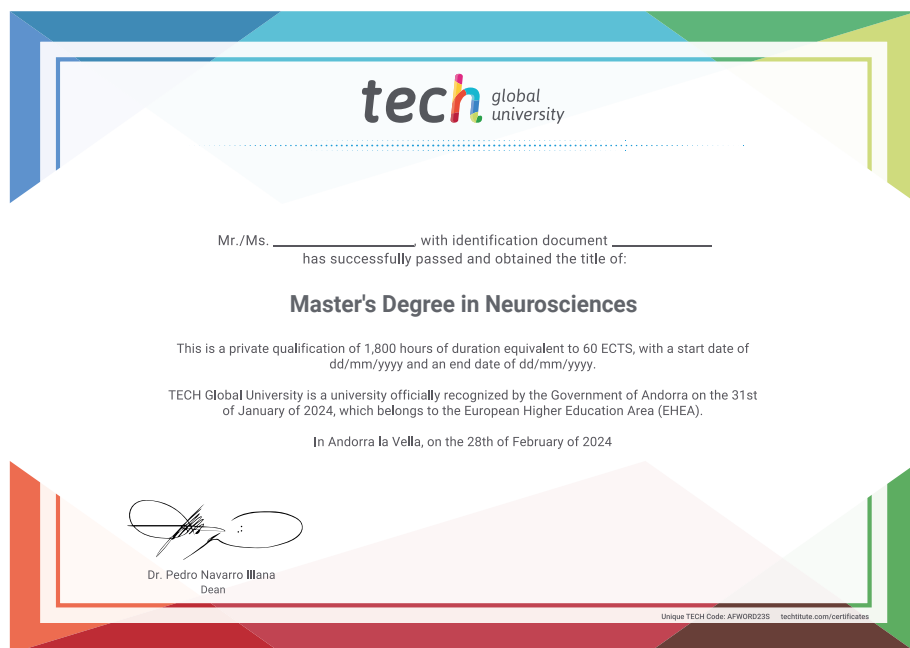 tech global university
Mr./Ms. ____________, with identification document ____________
has successfully passed and obtained the title of:
Master's Degree in Neurosciences
This is a private qualification of 1,800 hours of duration equivalent to 60 ECTS, with a start date of
dd/mm/yyyy and an end date of dd/mm/yyyy.
TECH Global University is a university officially recognized by the Government of Andorra on the 31st
of January of 2024, which belongs to the European Higher Education Area (EHEA).
In Andorra la Vella, on the 28th of February of 2024
Dr. Pedro Navarro Illana
Dean
Unique TECH Code: AFWORD23S techtitute.com/certificates